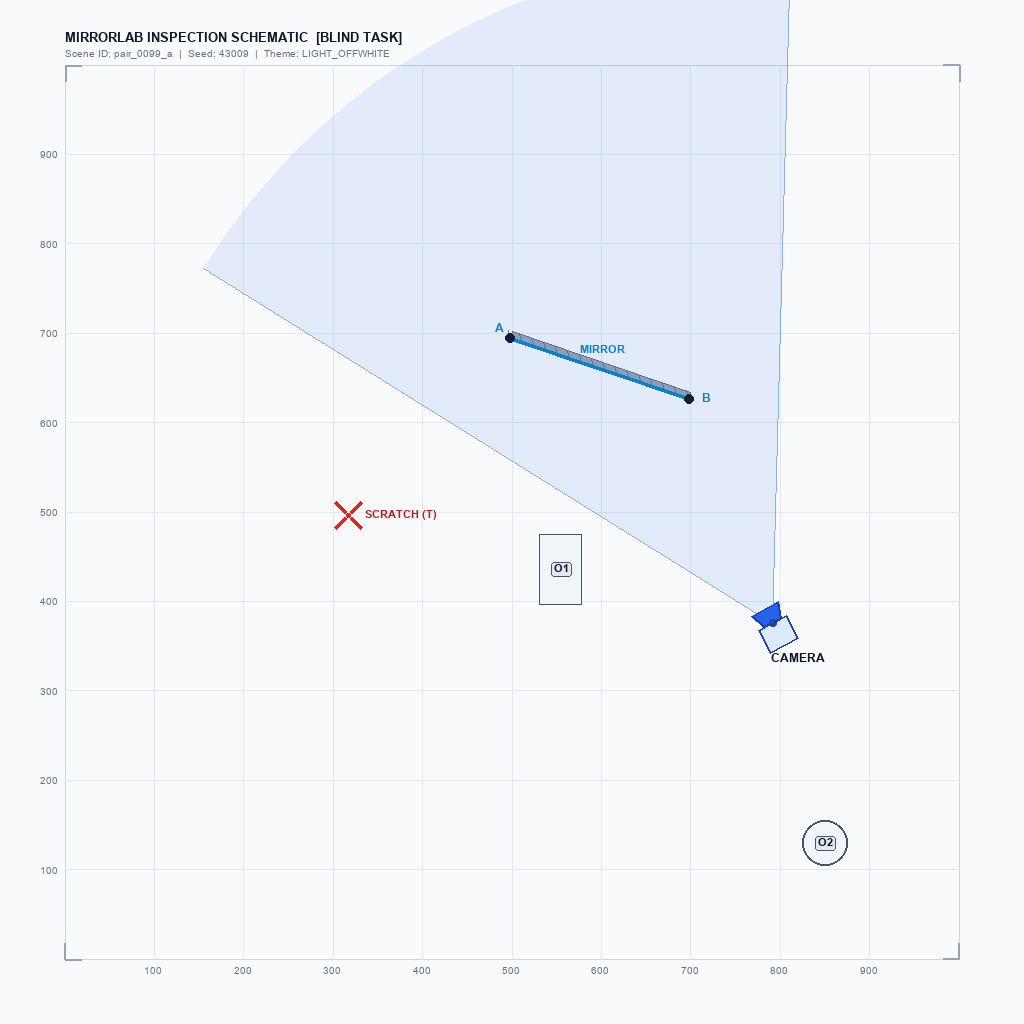 MIRRORLAB INSPECTION SCHEMATIC [BLIND TASK]
Scene ID: pair_0099_a | Seed: 43009 | Theme: LIGHT_OFFWHITE
900
800
A
MIRROR
700
B
600
500
SCRATCH (T)
O1
400
CAMERA
300
200
O2
100
100 200 300 400 500 600 700 800 900